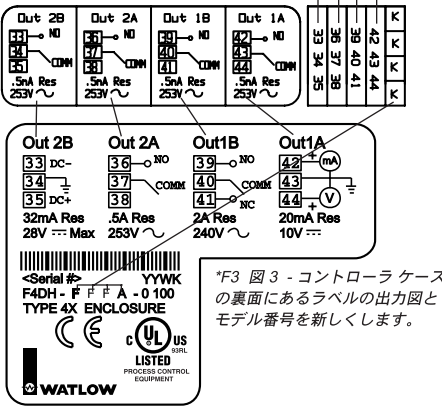 Out 2B
33 NO
34 COMM
35
.5mA Res
253V
Out 2A
36 NO
37 COMM
38
.5mA Res
253V
Out 1B
39 NO
40 COMM
41
.5mA Res
253V
Out 1A
42 NO
43 COMM
44
.5mA Res
253V
33 34 35
36 37 38
39 40 41
42 43 44
K
K
K
K
Out 2B
33 DC-
34
35 DC+
32mA Res
28V Max
Out 2A
36 NO
37 COMM
38
.5A Res
253V
Out1B
39 NO
40 COMM
41 NC
2A Res
240V
Out1A
42 + mA
43
44 + V
20mA Res
10V
<Serial #> YYWK
F4DH - F F F A - 0 100
TYPE 4X ENCLOSURE
C UL US
93RL
LISTED
PROCESS CONTROL
EQUIPMENT
WATLOW
*F3 図 3 - コントローラ ケース
の裏面にあるラベルの出力図と
モデル番号を新しくします。